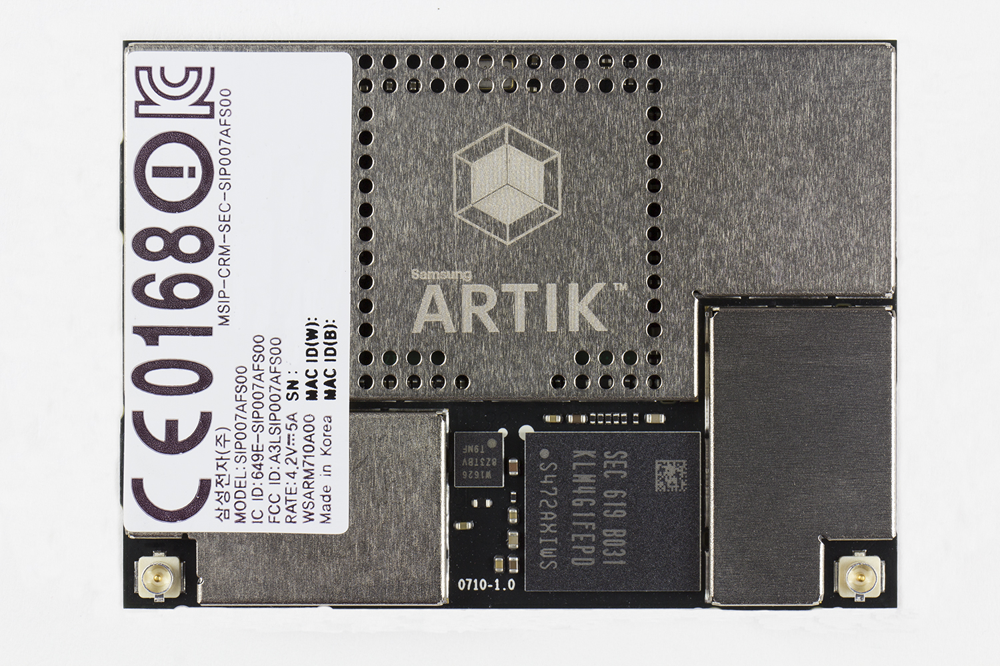 CE0168
MSIP-CRM-SEC-SIP007AFS00
삼성전자(주)
MODEL:SIP007AFS00
IC ID:649E-SIP007AFS00
FCC ID:A3LSIP007AFS00
RATE:4.2V⎓5A SN :
WSARM710A00 MAC ID(W):
Made in Korea MAC ID(B):
Samsung
ARTIK™
T9NF
8Z3TBV
W1626
SEC 619 B031
KLM4G1FEPD
S472AXIWS
0710-1.0